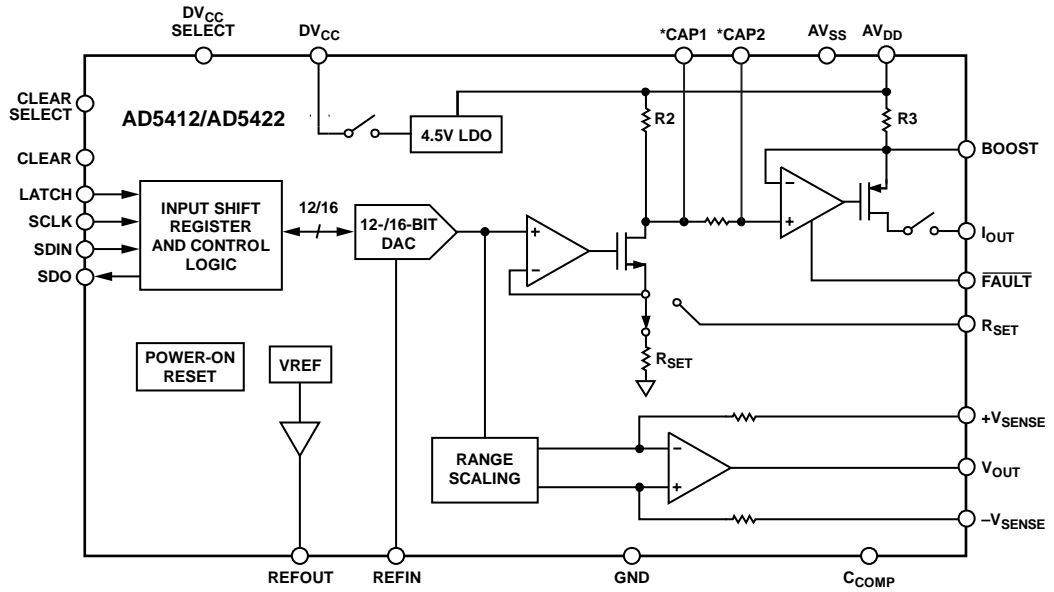 DVCC
SELECT
DVCC
*CAP1
*CAP2
AVSS
AVDD
CLEAR
SELECT
AD5412/AD5422
R2
R3
4.5V LDO
BOOST
CLEAR
LATCH
SCLK
SDIN
SDO
INPUT SHIFT
REGISTER
AND CONTROL
LOGIC
12/16
12-/16-BIT
DAC
+
−
−
+
IOUT
FAULT
RSET
RSET
POWER-ON
RESET
VREF
RANGE
SCALING
−
+
+VSENSE
VOUT
−VSENSE
REFOUT
REFIN
GND
CCOMP